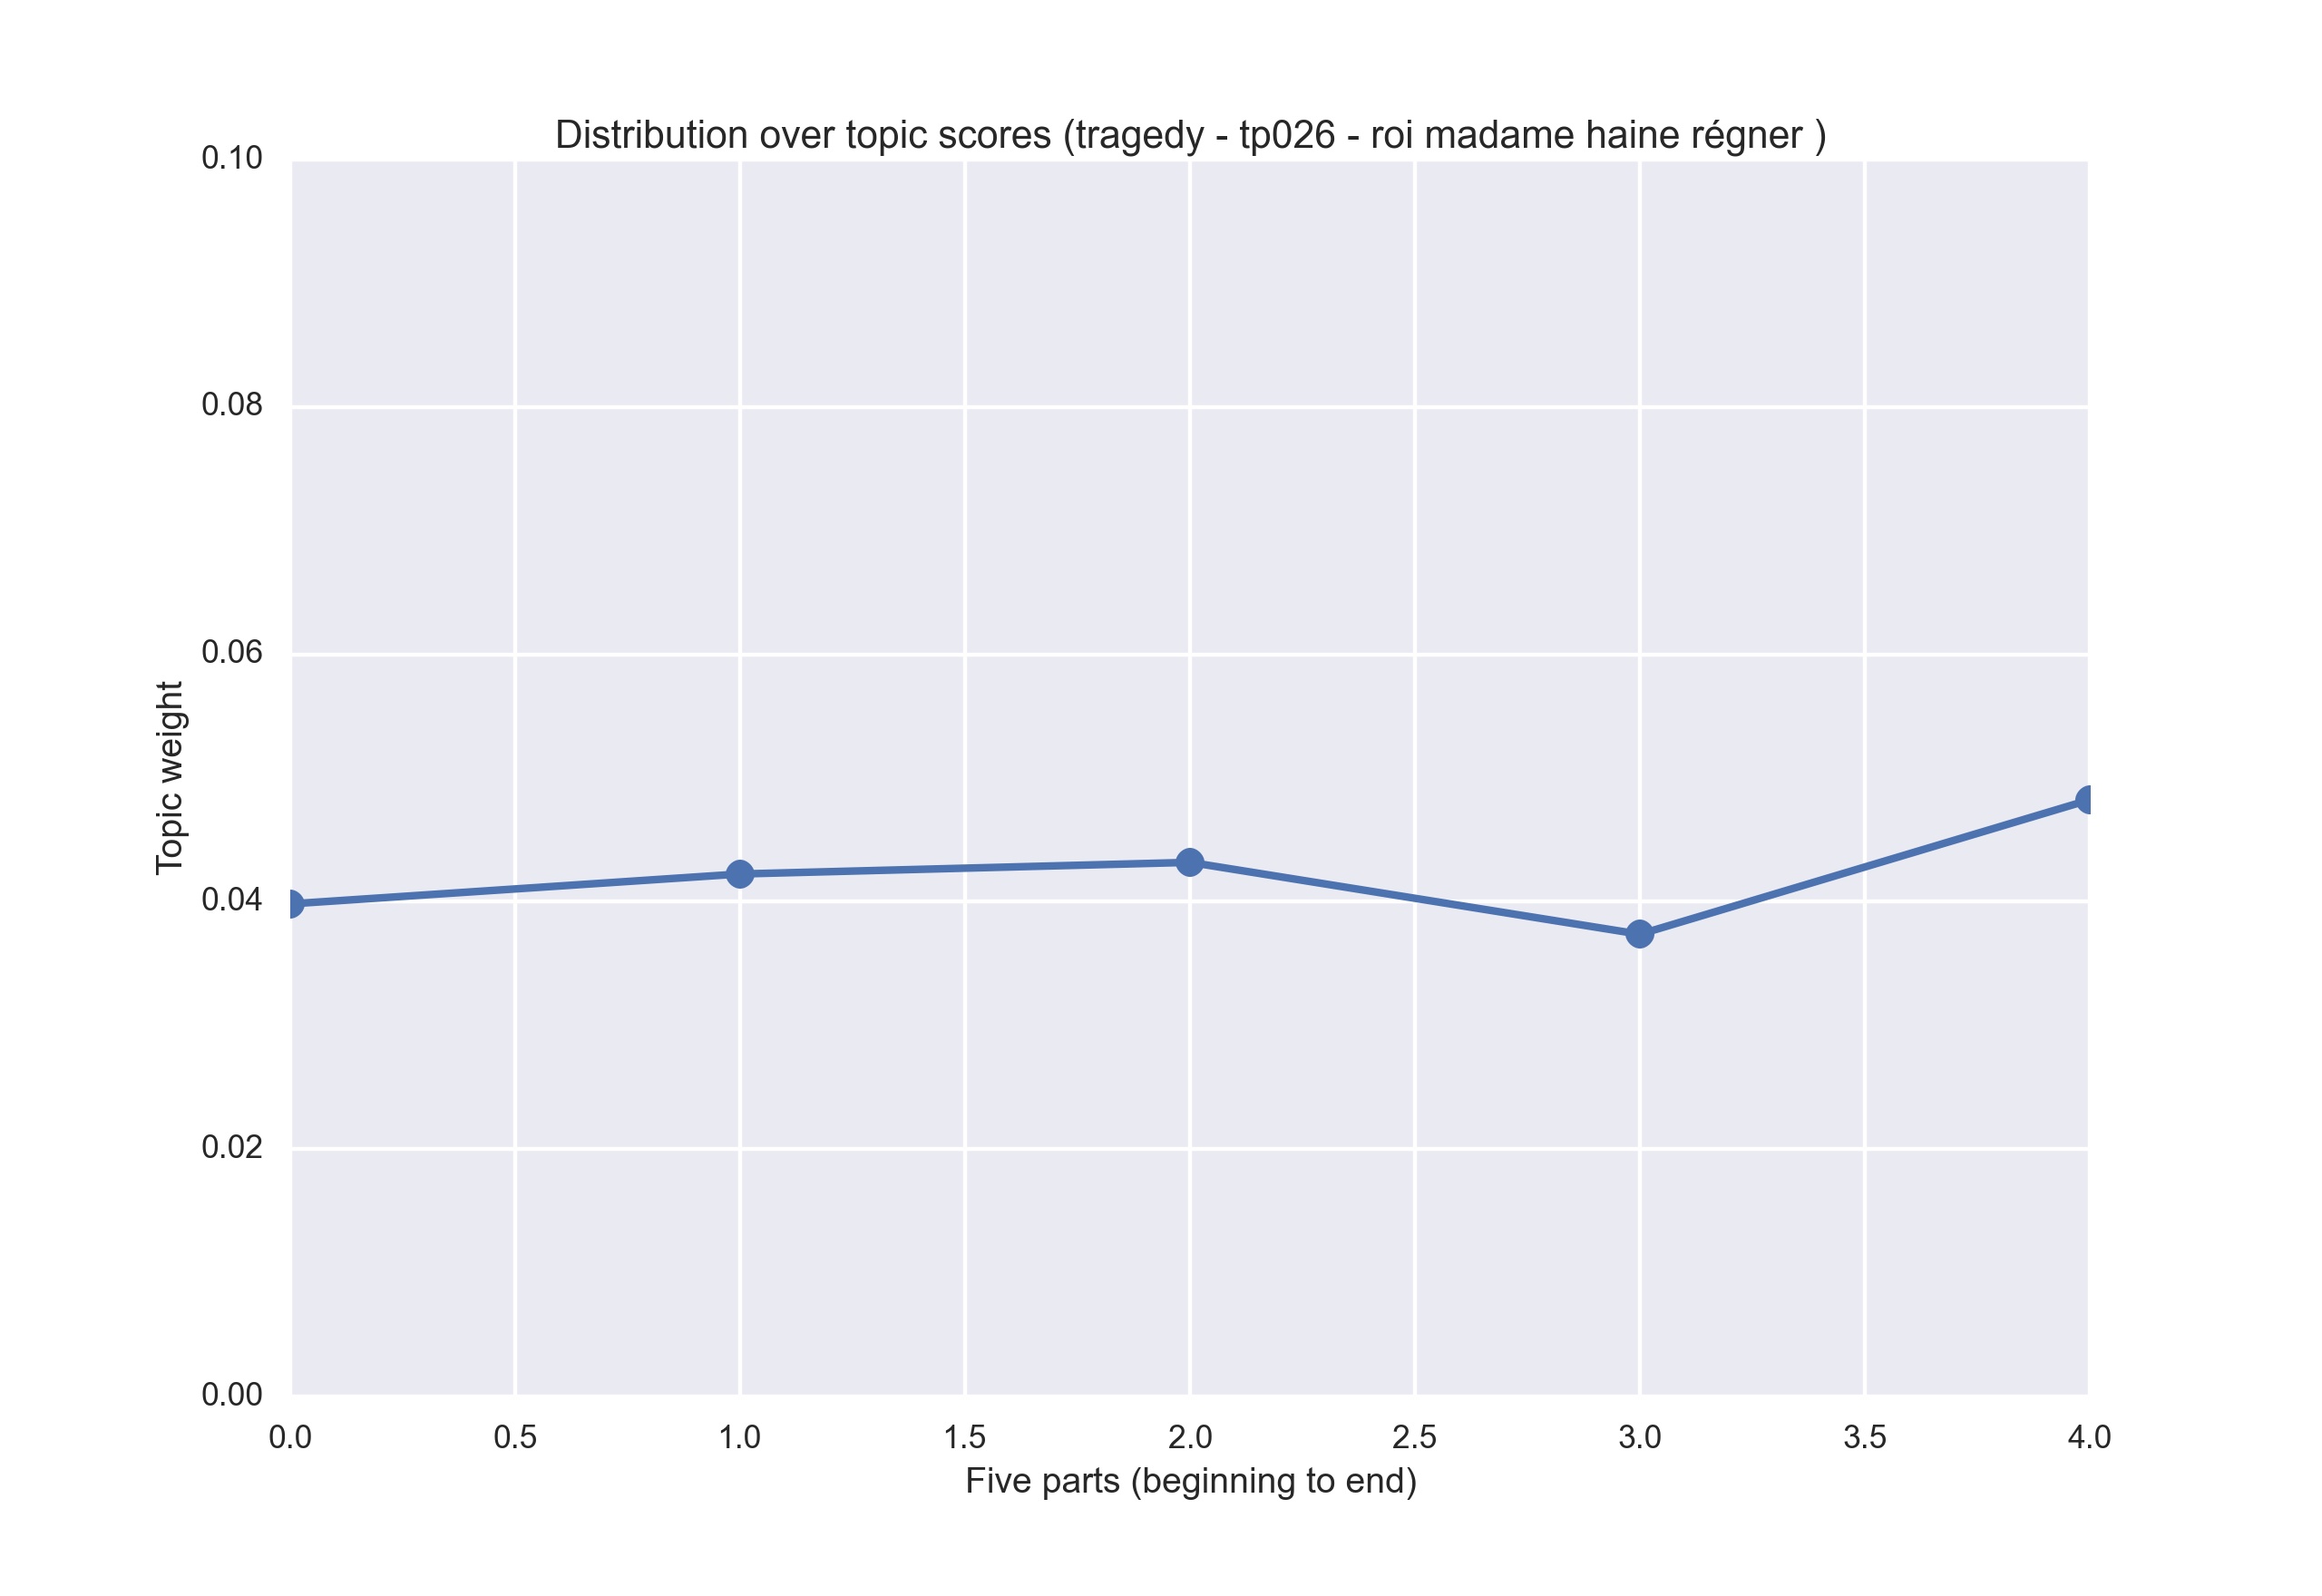 Distribution over topic scores (tragedy - tp026 - roi madame haine régner )
0.10
0.08
0.06
0.04
0.02
0.00
Topic weight
0.0 0.5 1.0 1.5 2.0 2.5 3.0 3.5 4.0
Five parts (beginning to end)